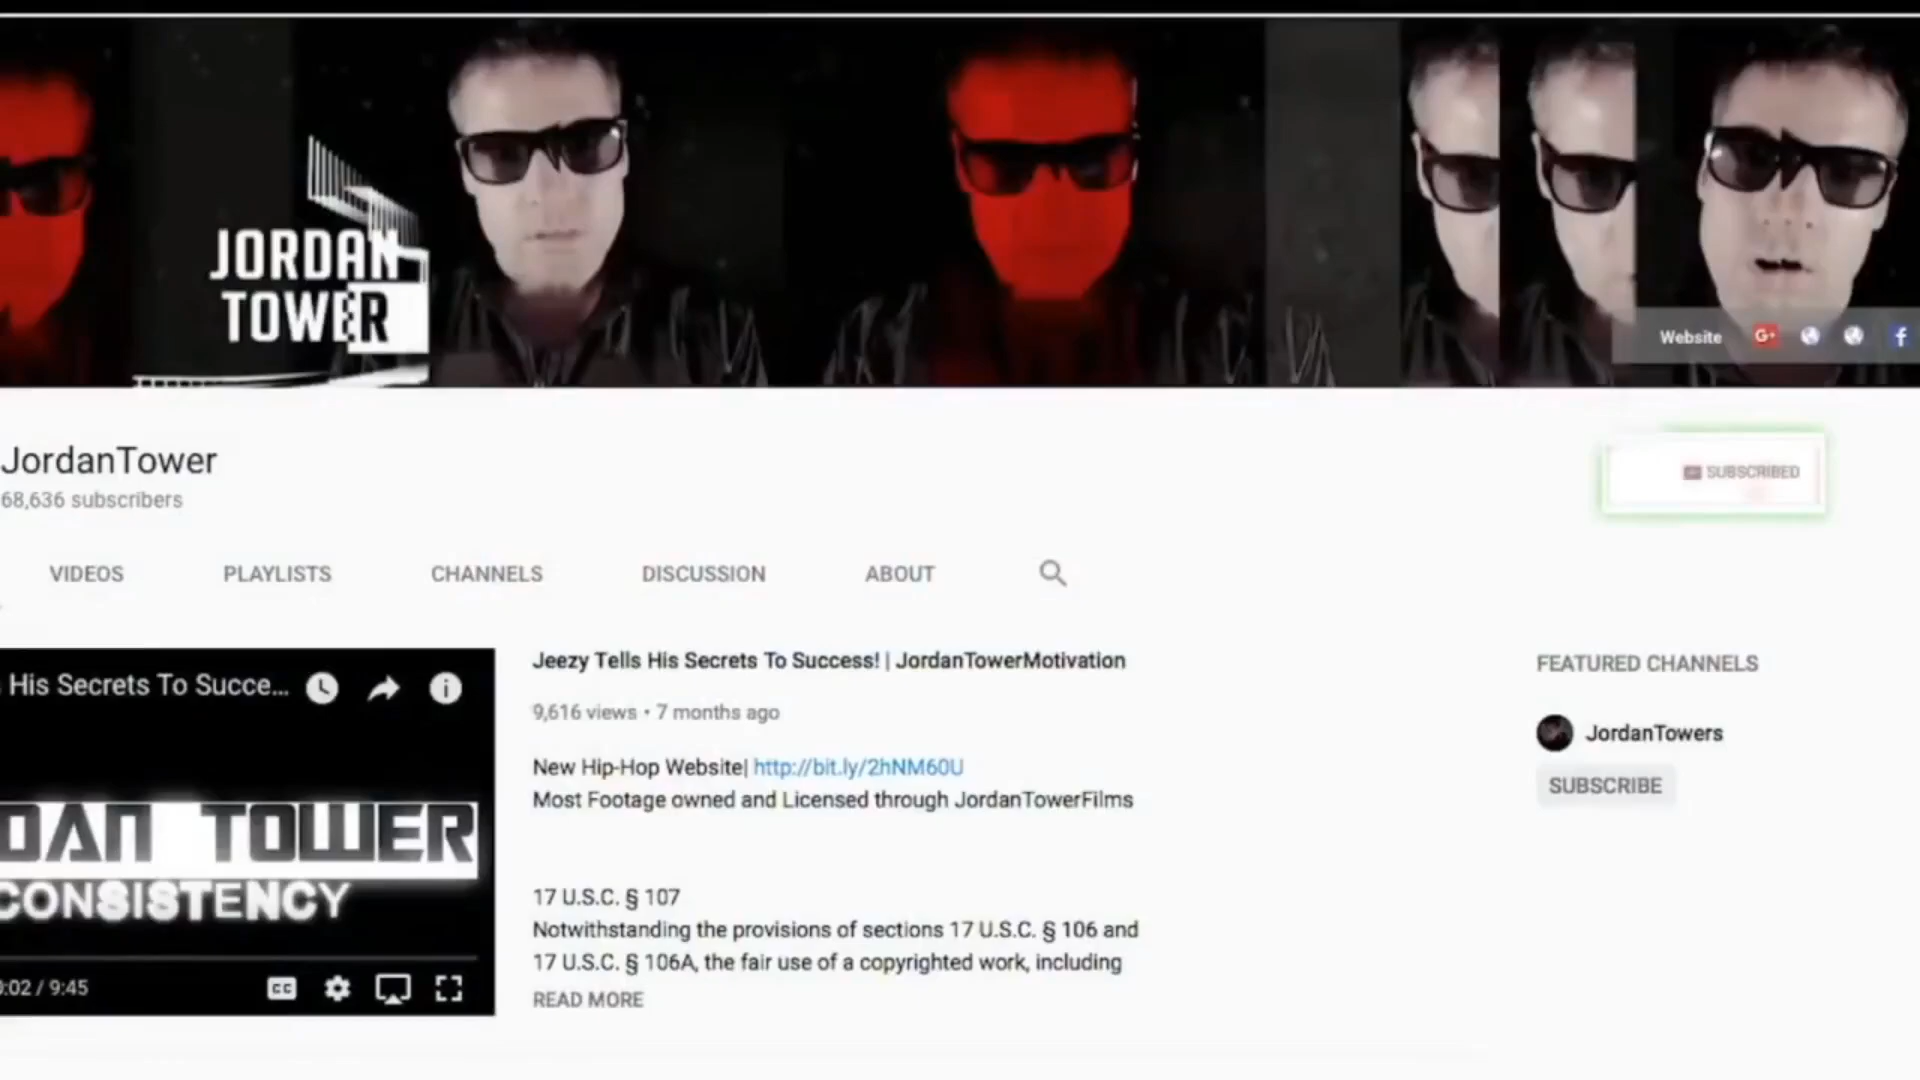 JORDAN
TOWER
Website
G+
f
JordanTower
68,636 subscribers
SUBSCRIBED
VIDEOS
PLAYLISTS
CHANNELS
DISCUSSION
ABOUT
His Secrets To Succe...
DAN TOWER
CONSISTENCY
0:02 / 9:45
CC
Jeezy Tells His Secrets To Success! | JordanTowerMotivation
9,616 views • 7 months ago
New Hip-Hop Website| http://bit.ly/2hNM60U
Most Footage owned and Licensed through JordanTowerFilms
17 U.S.C. § 107
Notwithstanding the provisions of sections 17 U.S.C. § 106 and
17 U.S.C. § 106A, the fair use of a copyrighted work, including
READ MORE
FEATURED CHANNELS
JordanTowers
SUBSCRIBE